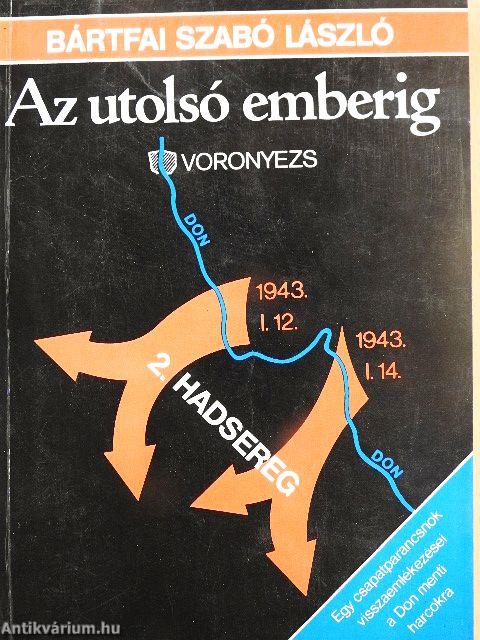 BÁRTFAI SZABÓ LÁSZLÓ
Az utolsó emberig
VORONYEZS
DON
1943.
I. 12.
1943.
I. 14.
2. HADSEREG
DON
Egy csapatparancsnok
visszaemlékezései
a Don menti
harcokra
Antikvárium.hu